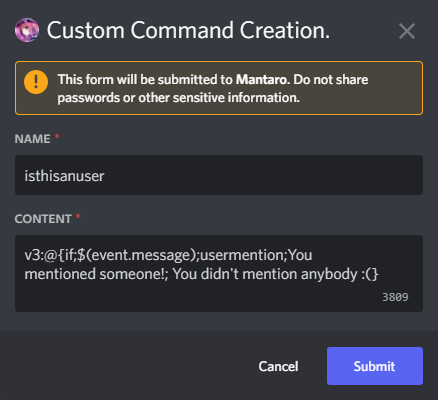 Custom Command Creation.
This form will be submitted to Mantaro. Do not share
passwords or other sensitive information.
NAME *
isthisanuser
CONTENT *
v3:@{if;$(event.message);usermention;You
mentioned someone!; You didn't mention anybody :(}
3809
Cancel Submit